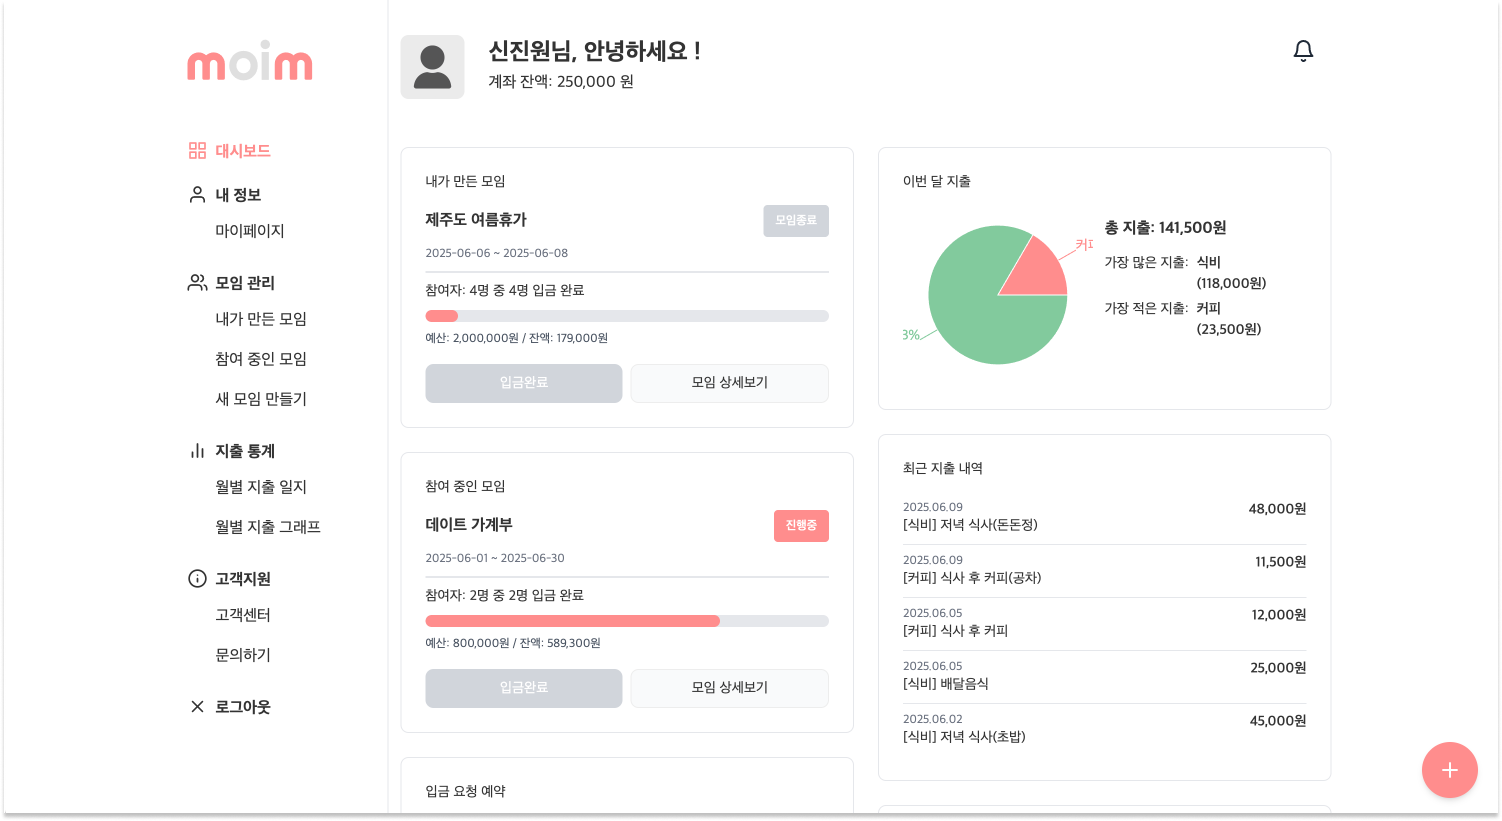 moim
대시보드
내 정보
마이페이지
모임 관리
내가 만든 모임
참여 중인 모임
새 모임 만들기
지출 통계
월별 지출 일지
월별 지출 그래프
고객지원
고객센터
문의하기
로그아웃
신진원님, 안녕하세요 !
계좌 잔액: 250,000 원
내가 만든 모임
제주도 여름휴가
모임종료
2025-06-06 ~ 2025-06-08
참여자: 4명 중 4명 입금 완료
예산: 2,000,000원 / 잔액: 179,000원
입금완료
모임 상세보기
참여 중인 모임
데이트 가계부
진행중
2025-06-01 ~ 2025-06-30
참여자: 2명 중 2명 입금 완료
예산: 800,000원 / 잔액: 589,300원
입금완료
모임 상세보기
입금 요청 예약
이번 달 지출
3%
총 지출: 141,500원
가장 많은 지출: 식비
(118,000원)
가장 적은 지출: 커피
(23,500원)
최근 지출 내역
2025.06.09
[식비] 저녁 식사(돈돈정)
48,000원
2025.06.09
[커피] 식사 후 커피(공차)
11,500원
2025.06.05
[커피] 식사 후 커피
12,000원
2025.06.05
[식비] 배달음식
25,000원
2025.06.02
[식비] 저녁 식사(초밥)
45,000원